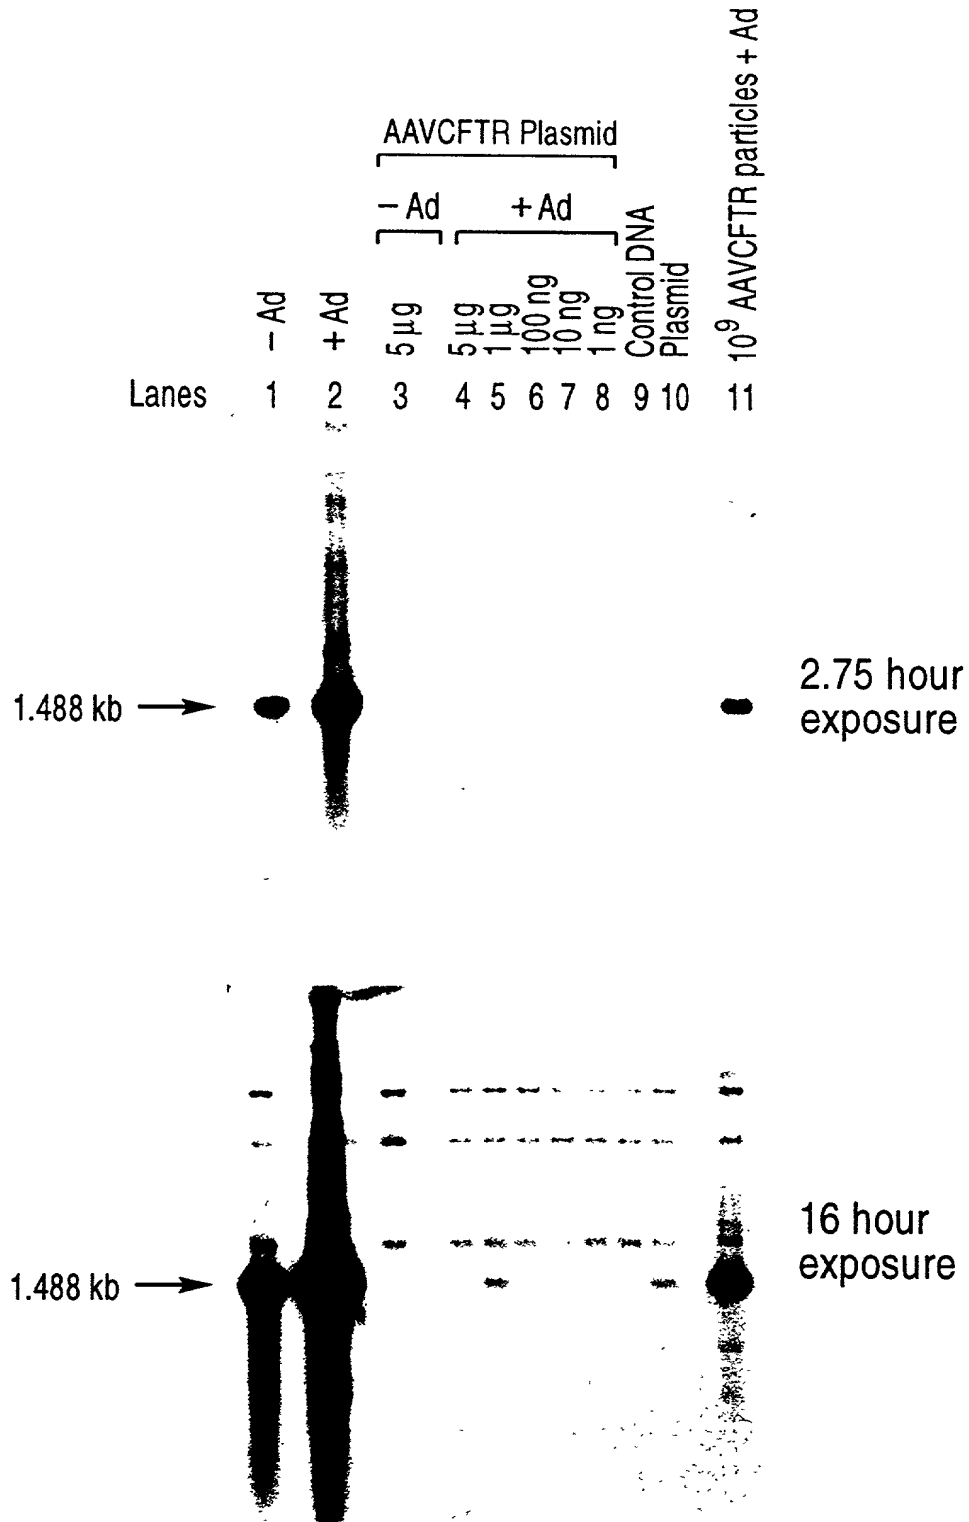 AAVCFTR Plasmid
– Ad
+ Ad
– Ad
+ Ad
5 µg
5 µg
1 µg
100 ng
10 ng
1 ng
Control DNA
Plasmid
10⁹ AAVCFTR particles + Ad
Lanes 1 2 3 4 5 6 7 8 9 10 11
1.488 kb
2.75 hour
exposure
1.488 kb
16 hour
exposure